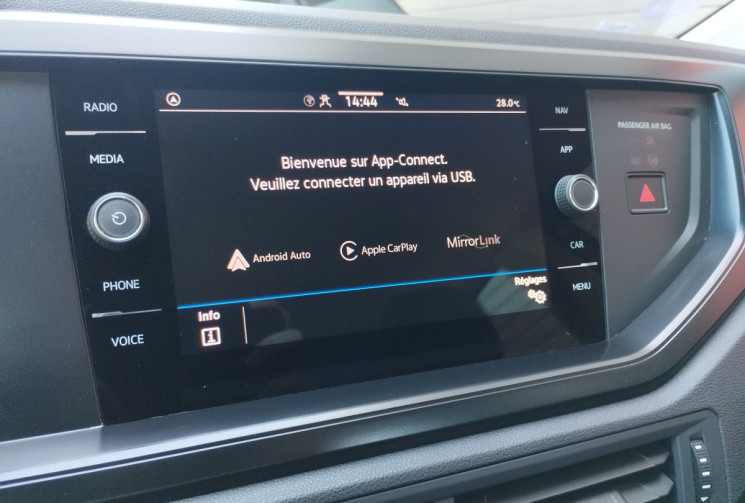 RADIO
MEDIA
PHONE
VOICE
14:44
28.0°C
Bienvenue sur App-Connect.
Veuillez connecter un appareil via USB.
Android Auto
Apple CarPlay
MirrorLink
Réglages
Info
i
NAV
APP
CAR
MENU
PASSENGER AIR BAG